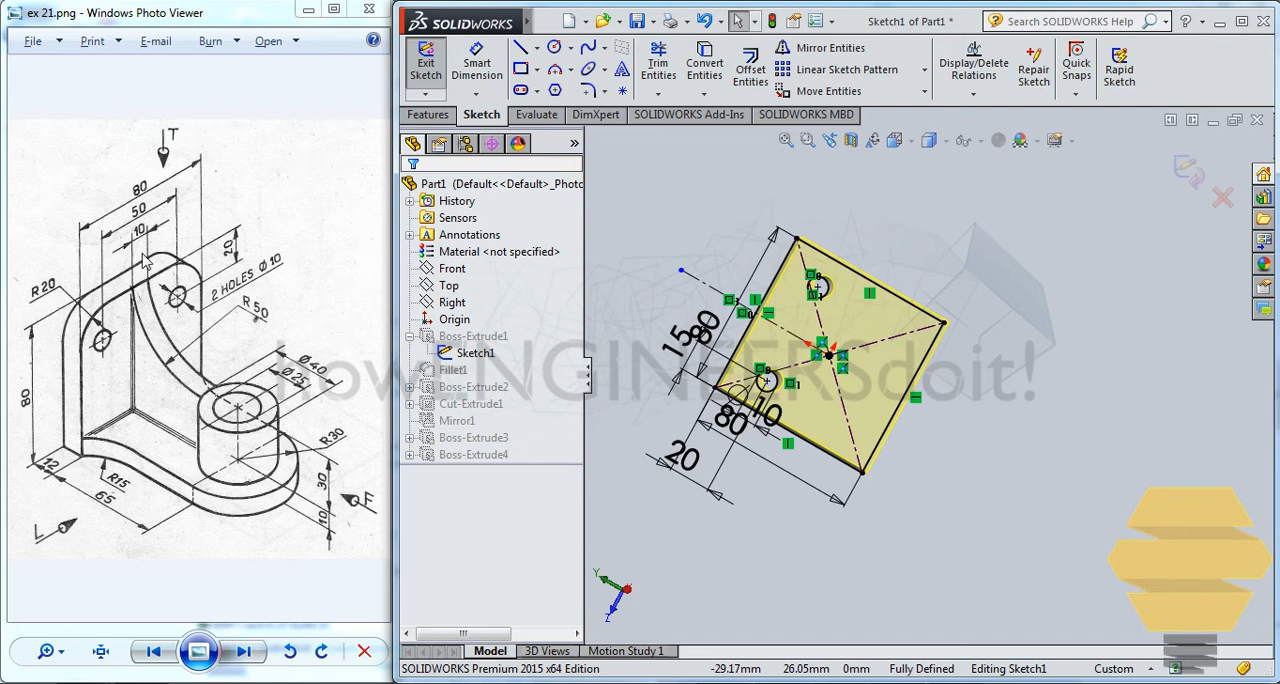 ex 21.png - Windows Photo Viewer
File Print E-mail Burn Open
T
80
50
10
20
2 HOLES Ø 10
R 20
R 50
Ø40
Ø25
80
R30
12
R15
65
30
10
F
L
SOLIDWORKS
Sketch1 of Part1 *
Search SOLIDWORKS Help
Exit Sketch
Smart Dimension
Trim Entities
Convert Entities
Offset Entities
Mirror Entities
Linear Sketch Pattern
Move Entities
Display/Delete Relations
Repair Sketch
Quick Snaps
Rapid Sketch
Features Sketch Evaluate DimXpert SOLIDWORKS Add-Ins SOLIDWORKS MBD
Part1 (Default<<Default>_Photo
History
Sensors
Annotations
Material <not specified>
Front
Top
Right
Origin
Boss-Extrude1
Sketch1
Fillet1
Boss-Extrude2
Cut-Extrude1
Mirror1
Boss-Extrude3
Boss-Extrude4
15
80
80
10
20
howENGINEERSdoit!
Y
Z
Model 3D Views Motion Study 1
SOLIDWORKS Premium 2015 x64 Edition
-29.17mm 26.05mm 0mm Fully Defined Editing Sketch1 Custom